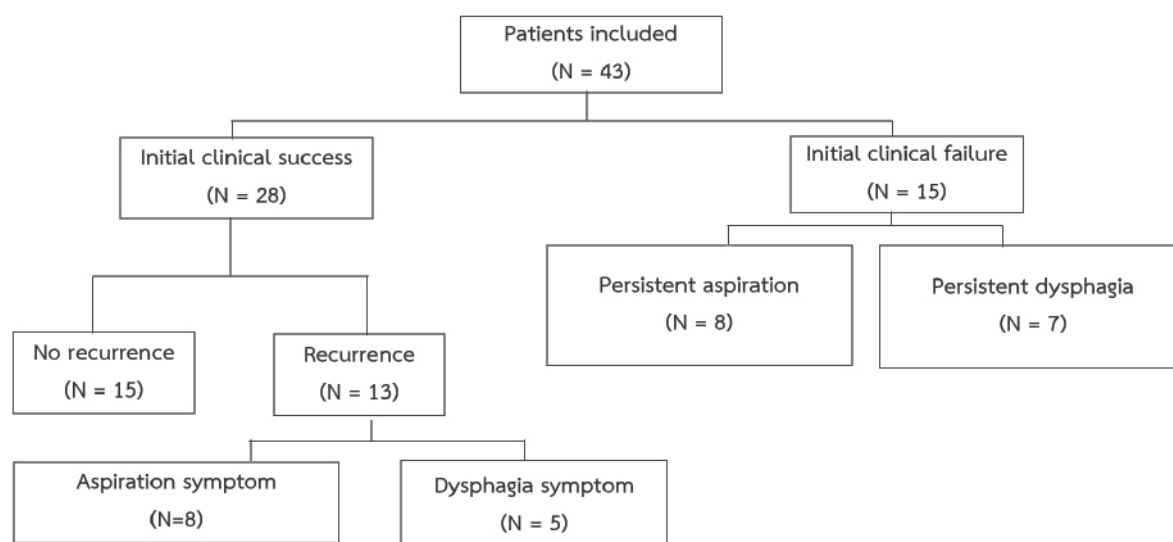 Patients included
(N = 43)
Initial clinical success
(N = 28)
Initial clinical failure
(N = 15)
Persistent aspiration
(N = 8)
Persistent dysphagia
(N = 7)
No recurrence
(N = 15)
Recurrence
(N = 13)
Aspiration symptom
(N=8)
Dysphagia symptom
(N = 5)